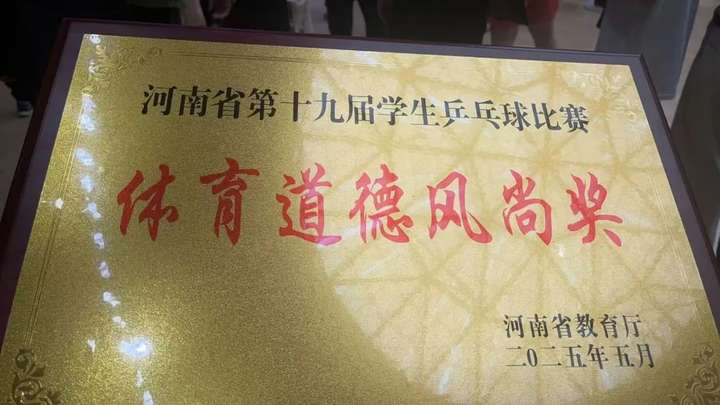 河南省第十九届学生乒乓球比赛
体育道德风尚奖
河南省教育厅
二〇二五年五月